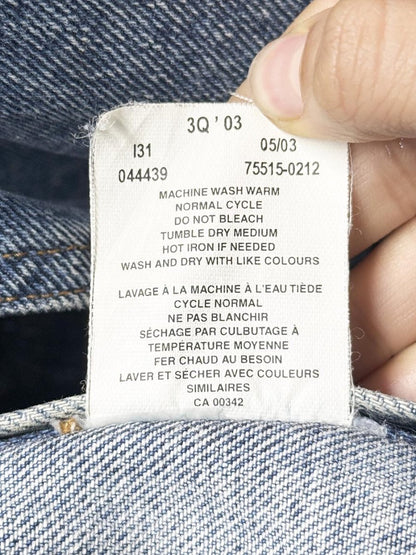 3Q '03
I31 05/03
044439 75515-0212
MACHINE WASH WARM
NORMAL CYCLE
DO NOT BLEACH
TUMBLE DRY MEDIUM
HOT IRON IF NEEDED
WASH AND DRY WITH LIKE COLOURS
LAVAGE À LA MACHINE À L'EAU TIÈDE
CYCLE NORMAL
NE PAS BLANCHIR
SÉCHAGE PAR CULBUTAGE À
TEMPÉRATURE MOYENNE
FER CHAUD AU BESOIN
LAVER ET SÉCHER AVEC COULEURS
SIMILAIRES
CA 00342